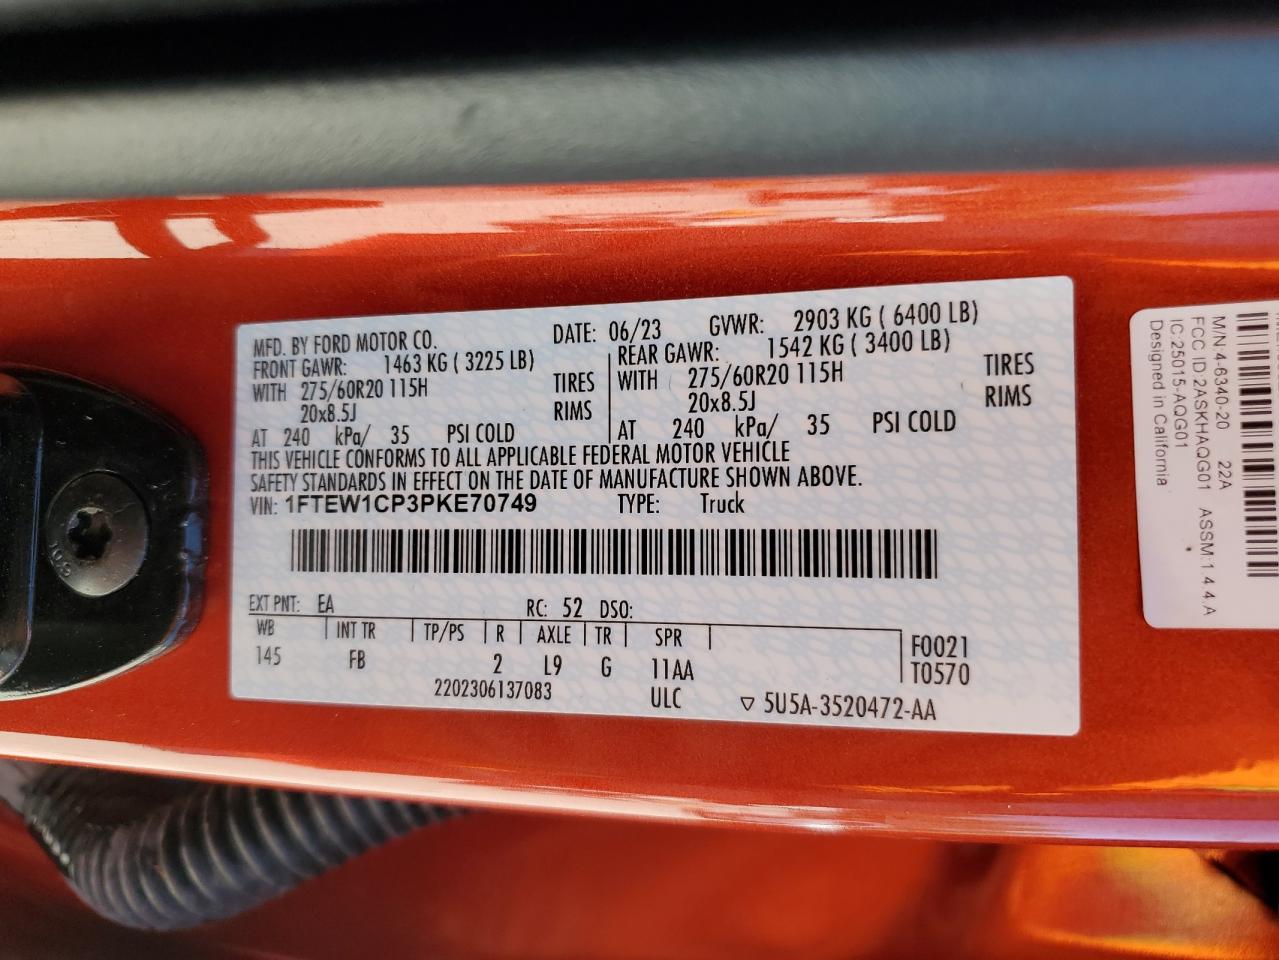 MFD. BY FORD MOTOR CO. DATE: 06/23 GVWR: 2903 KG ( 6400 LB)
FRONT GAWR: 1463 KG ( 3225 LB) REAR GAWR: 1542 KG ( 3400 LB)
WITH 275/60R20 115H TIRES WITH 275/60R20 115H TIRES
20x8.5J RIMS 20x8.5J RIMS
AT 240 kPa/ 35 PSI COLD AT 240 kPa/ 35 PSI COLD
THIS VEHICLE CONFORMS TO ALL APPLICABLE FEDERAL MOTOR VEHICLE
SAFETY STANDARDS IN EFFECT ON THE DATE OF MANUFACTURE SHOWN ABOVE.
VIN: 1FTEW1CP3PKE70749 TYPE: Truck
EXT PNT: EA RC: 52 DSO:
WB INT TR TP/PS R AXLE TR SPR F0021
145 FB 2 L9 G 11AA T0570
2202306137083 ULC ▽ 5U5A-3520472-AA
M/N 4-6340-20 22A
FCC ID 2ASKHAQG01 ASSM:1.4.4.A
IC:25015-AQG01
Designed in California